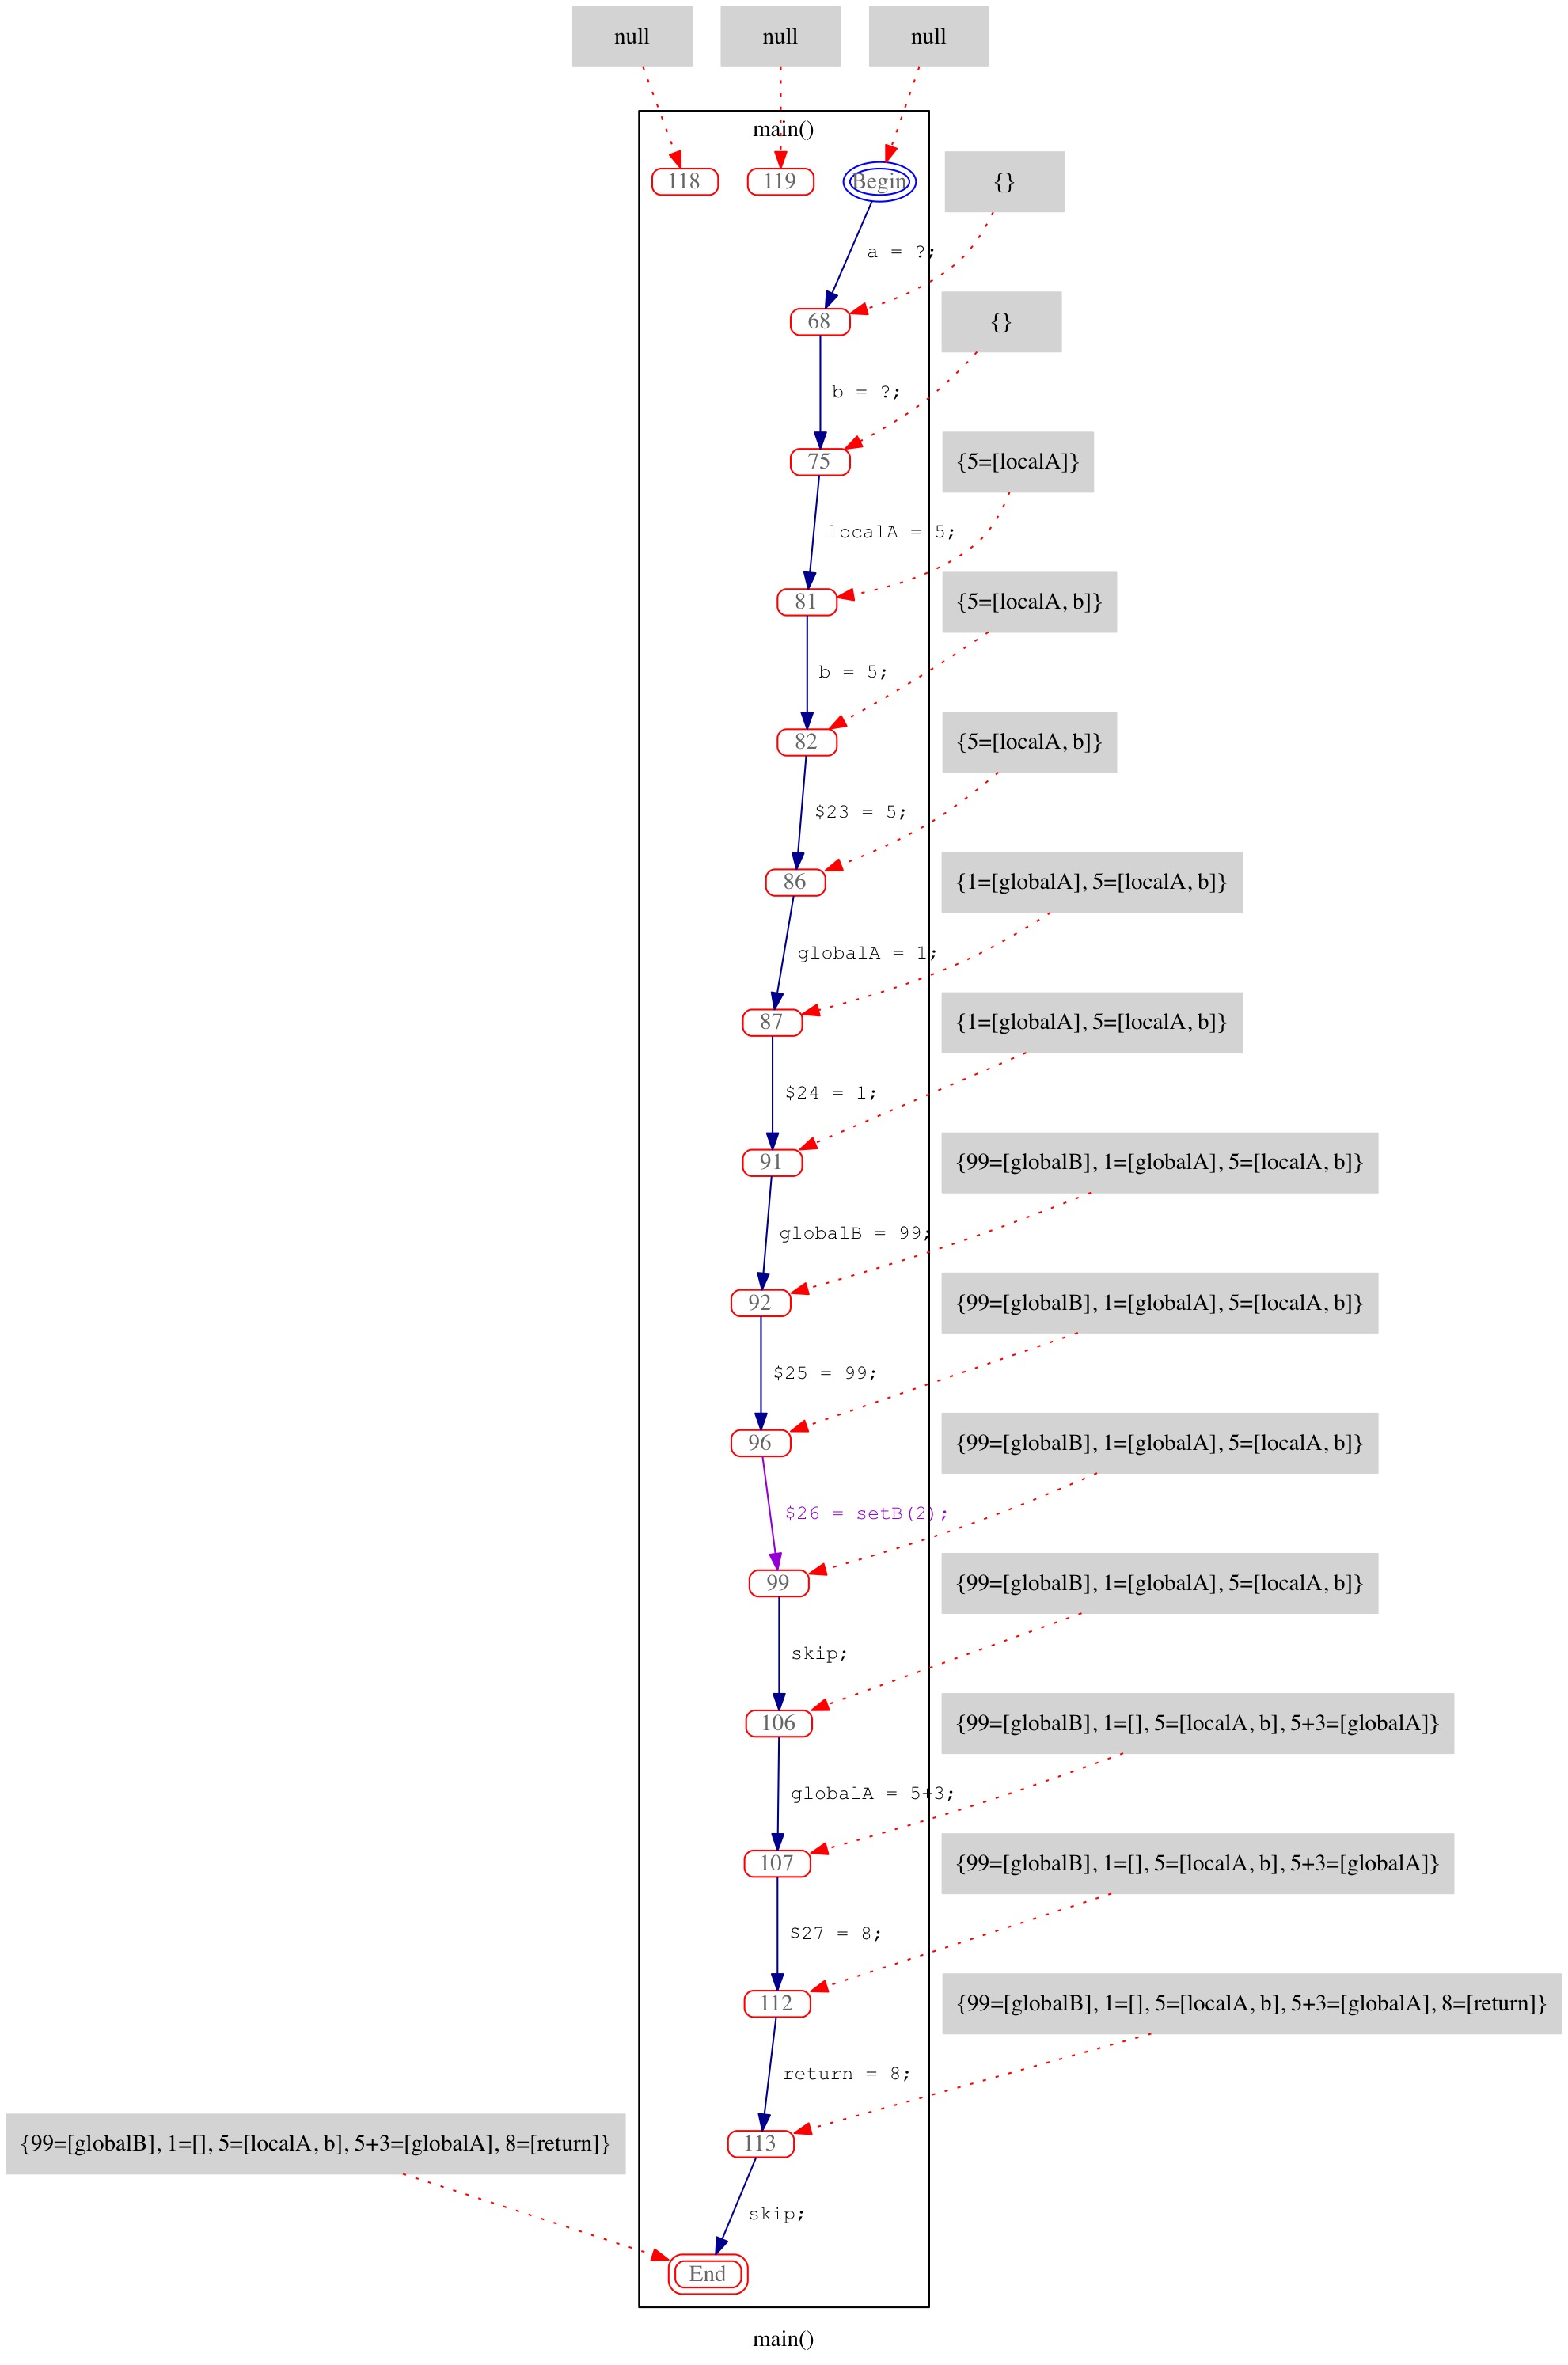 null
null
null
main()
118
119
Begin
{}
a = ?;
68
{}
b = ?;
75
{5=[localA]}
localA = 5;
81
{5=[localA, b]}
b = 5;
82
{5=[localA, b]}
$23 = 5;
86
{1=[globalA], 5=[localA, b]}
globalA = 1;
87
{1=[globalA], 5=[localA, b]}
$24 = 1;
91
{99=[globalB], 1=[globalA], 5=[localA, b]}
globalB = 99;
92
{99=[globalB], 1=[globalA], 5=[localA, b]}
$25 = 99;
96
{99=[globalB], 1=[globalA], 5=[localA, b]}
$26 = setB(2);
99
{99=[globalB], 1=[globalA], 5=[localA, b]}
skip;
106
{99=[globalB], 1=[], 5=[localA, b], 5+3=[globalA]}
globalA = 5+3;
107
{99=[globalB], 1=[], 5=[localA, b], 5+3=[globalA]}
$27 = 8;
112
{99=[globalB], 1=[], 5=[localA, b], 5+3=[globalA], 8=[return]}
return = 8;
113
{99=[globalB], 1=[], 5=[localA, b], 5+3=[globalA], 8=[return]}
skip;
End
main()